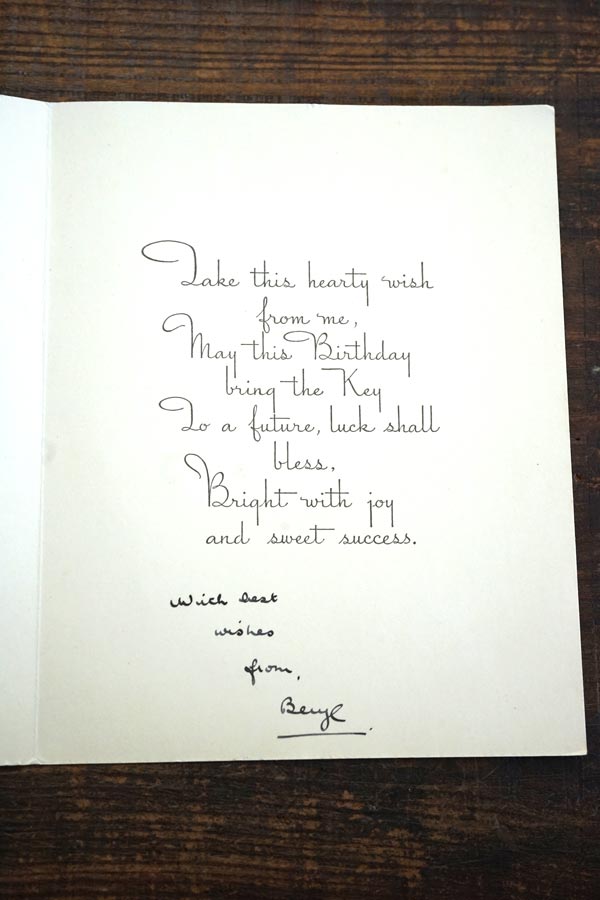 Take this hearty wish
from me,
May this Birthday
bring the Key
To a future, luck shall
bless,
Bright with joy
and sweet success.
With best
wishes
from,
Beryl